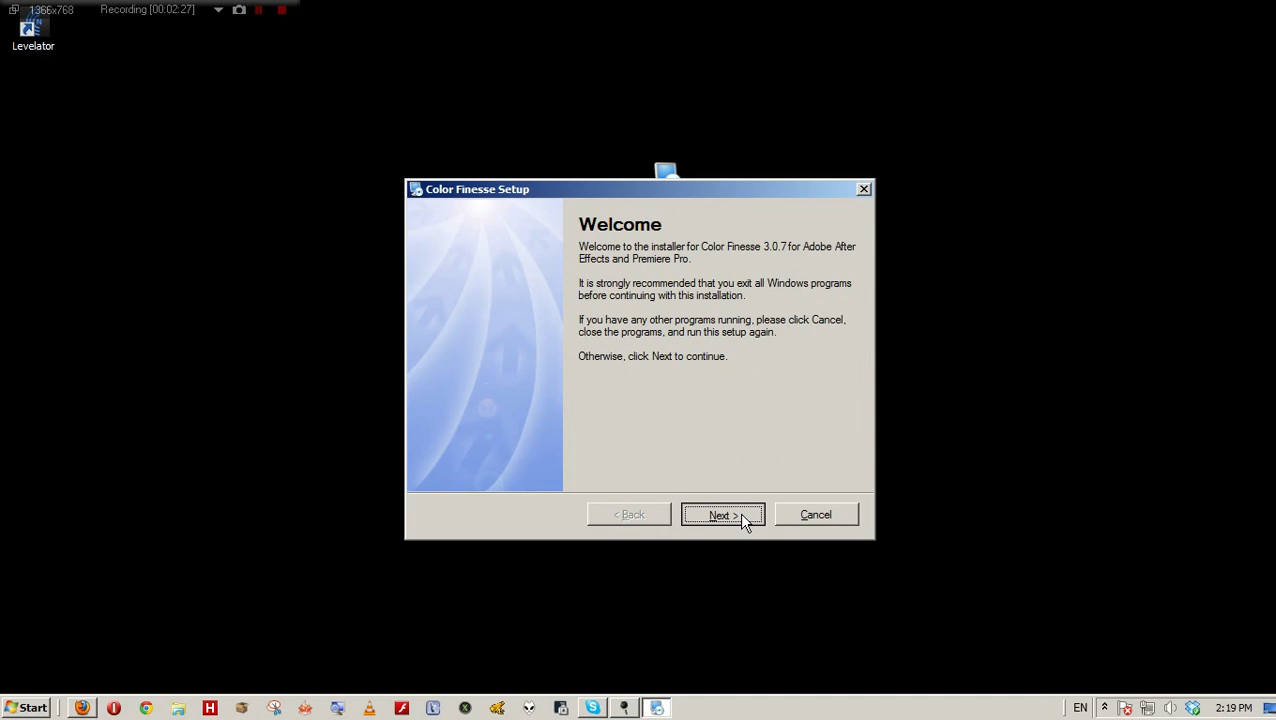 1366x768 Recording [00:02:27]
Levelator
Color Finesse Setup
Welcome
Welcome to the installer for Color Finesse 3.0.7 for Adobe After
Effects and Premiere Pro.
It is strongly recommended that you exit all Windows programs
before continuing with this installation.
If you have any other programs running, please click Cancel,
close the programs, and run this setup again.
Otherwise, click Next to continue.
< Back Next > Cancel
Start EN 2:19 PM